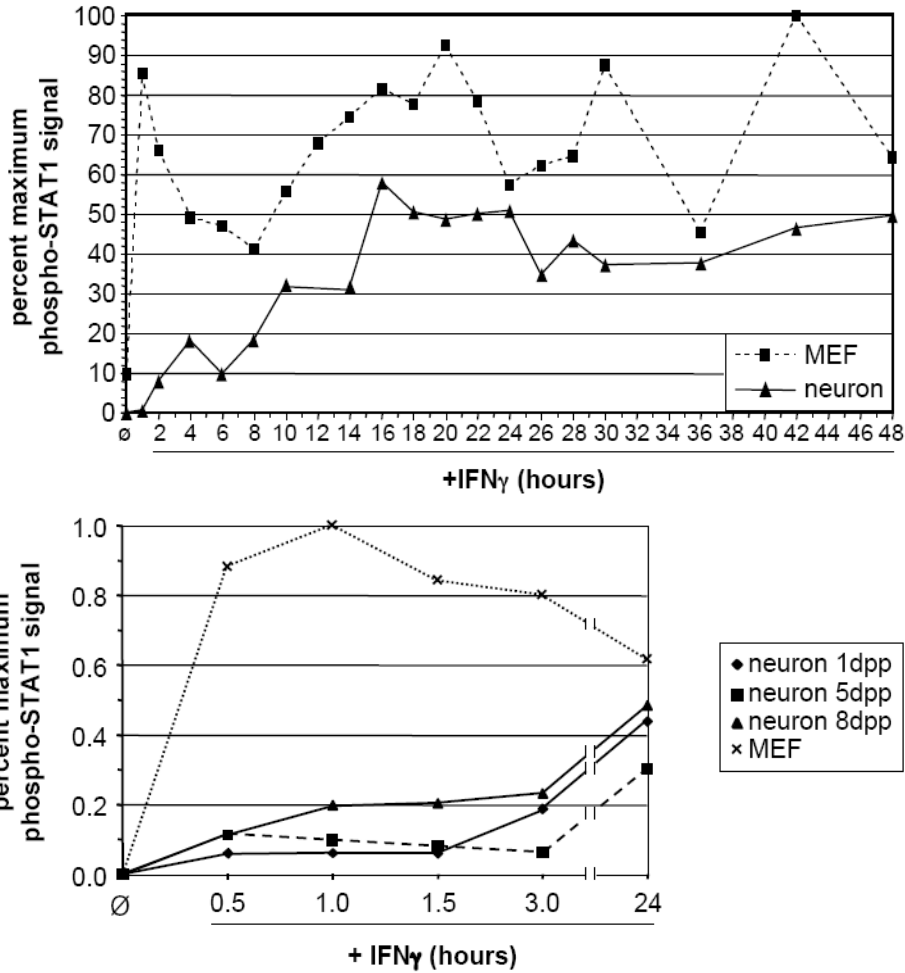 percent maximum
phospho-STAT1 signal
100
90
80
70
60
50
40
30
20
10
0
MEF
neuron
ø 2 4 6 8 10 12 14 16 18 20 22 24 26 28 30 32 34 36 38 40 42 44 46 48
+IFNγ (hours)
percent maximum
phospho-STAT1 signal
1.0
0.8
0.6
0.4
0.2
0.0
Ø 0.5 1.0 1.5 3.0 24
+ IFNγ (hours)
neuron 1dpp
neuron 5dpp
neuron 8dpp
MEF